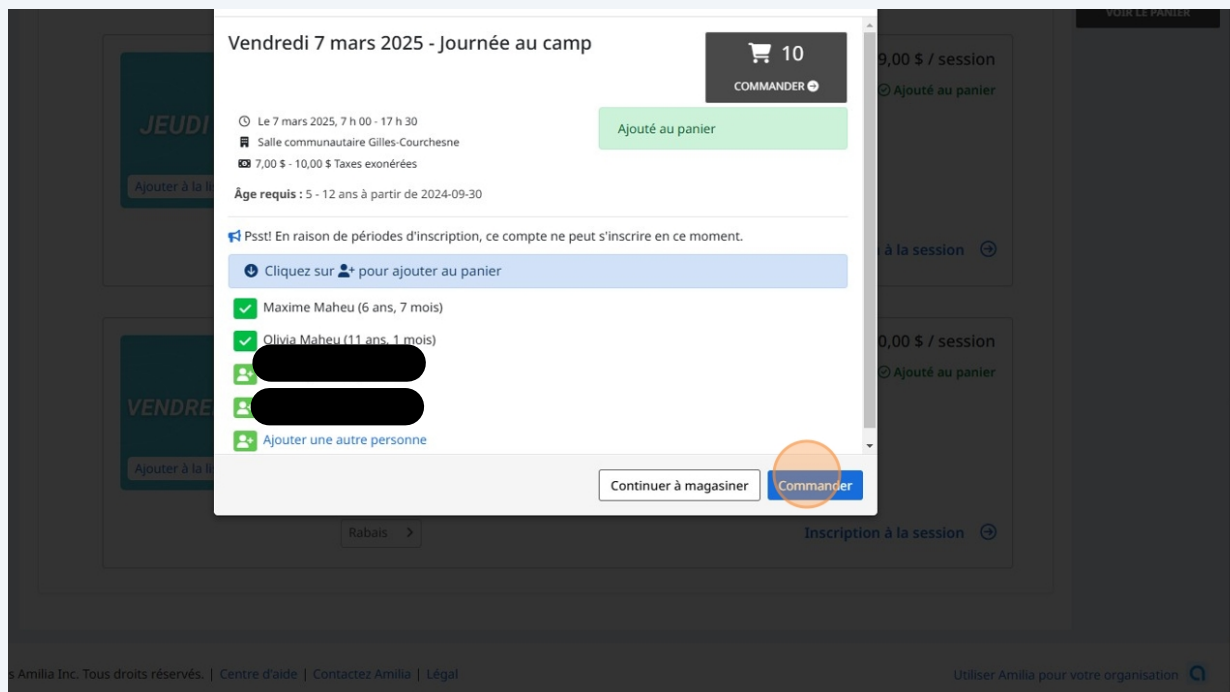 VOIR LE PANIER
Vendredi 7 mars 2025 - Journée au camp
10
COMMANDER
9,00 $ / session
Ajouté au panier
JEUDI
Le 7 mars 2025, 7 h 00 - 17 h 30
Ajouté au panier
Salle communautaire Gilles-Courchesne
7,00 $ - 10,00 $ Taxes exonérées
Ajouter à la li
Âge requis : 5 - 12 ans à partir de 2024-09-30
Psst! En raison de périodes d'inscription, ce compte ne peut s'inscrire en ce moment.
à la session
Cliquez sur pour ajouter au panier
Maxime Maheu (6 ans, 7 mois)
Olivia Maheu (11 ans, 1 mois)
0,00 $ / session
Ajouté au panier
VENDRE
Ajouter une autre personne
Ajouter à la li
Continuer à magasiner
Commander
Rabais
Inscription à la session
s Amilia Inc. Tous droits réservés. | Centre d'aide | Contactez Amilia | Légal
Utiliser Amilia pour votre organisation